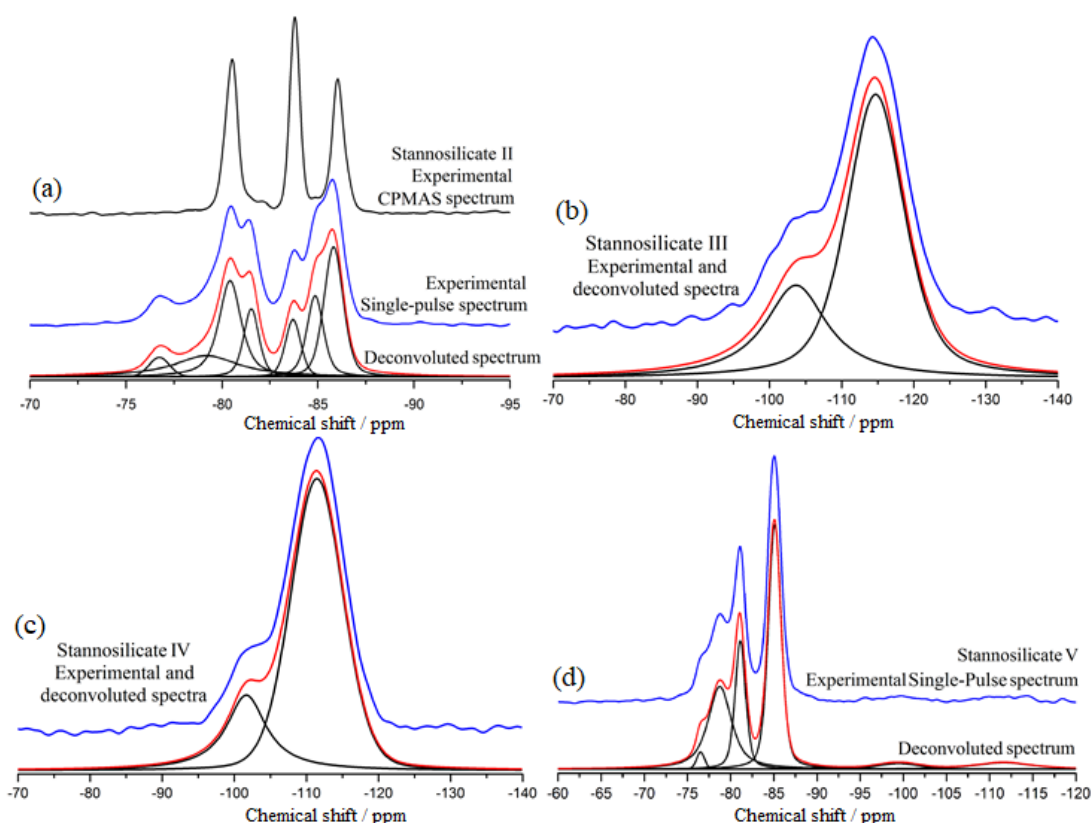 (a)
Stannosilicate II
Experimental
CPMAS spectrum
Experimental
Single-pulse spectrum
Deconvoluted spectrum
-70 -75 -80 -85 -90 -95
Chemical shift / ppm
(b)
Stannosilicate III
Experimental and
deconvoluted spectra
-70 -80 -90 -100 -110 -120 -130 -140
Chemical shift / ppm
(c)
Stannosilicate IV
Experimental and
deconvoluted spectra
-70 -80 -90 -100 -110 -120 -130 -140
Chemical shift / ppm
(d)
Stannosilicate V
Experimental Single-Pulse spectrum
Deconvoluted spectrum
-60 -65 -70 -75 -80 -85 -90 -95 -100 -105 -110 -115 -120
Chemical shift / ppm